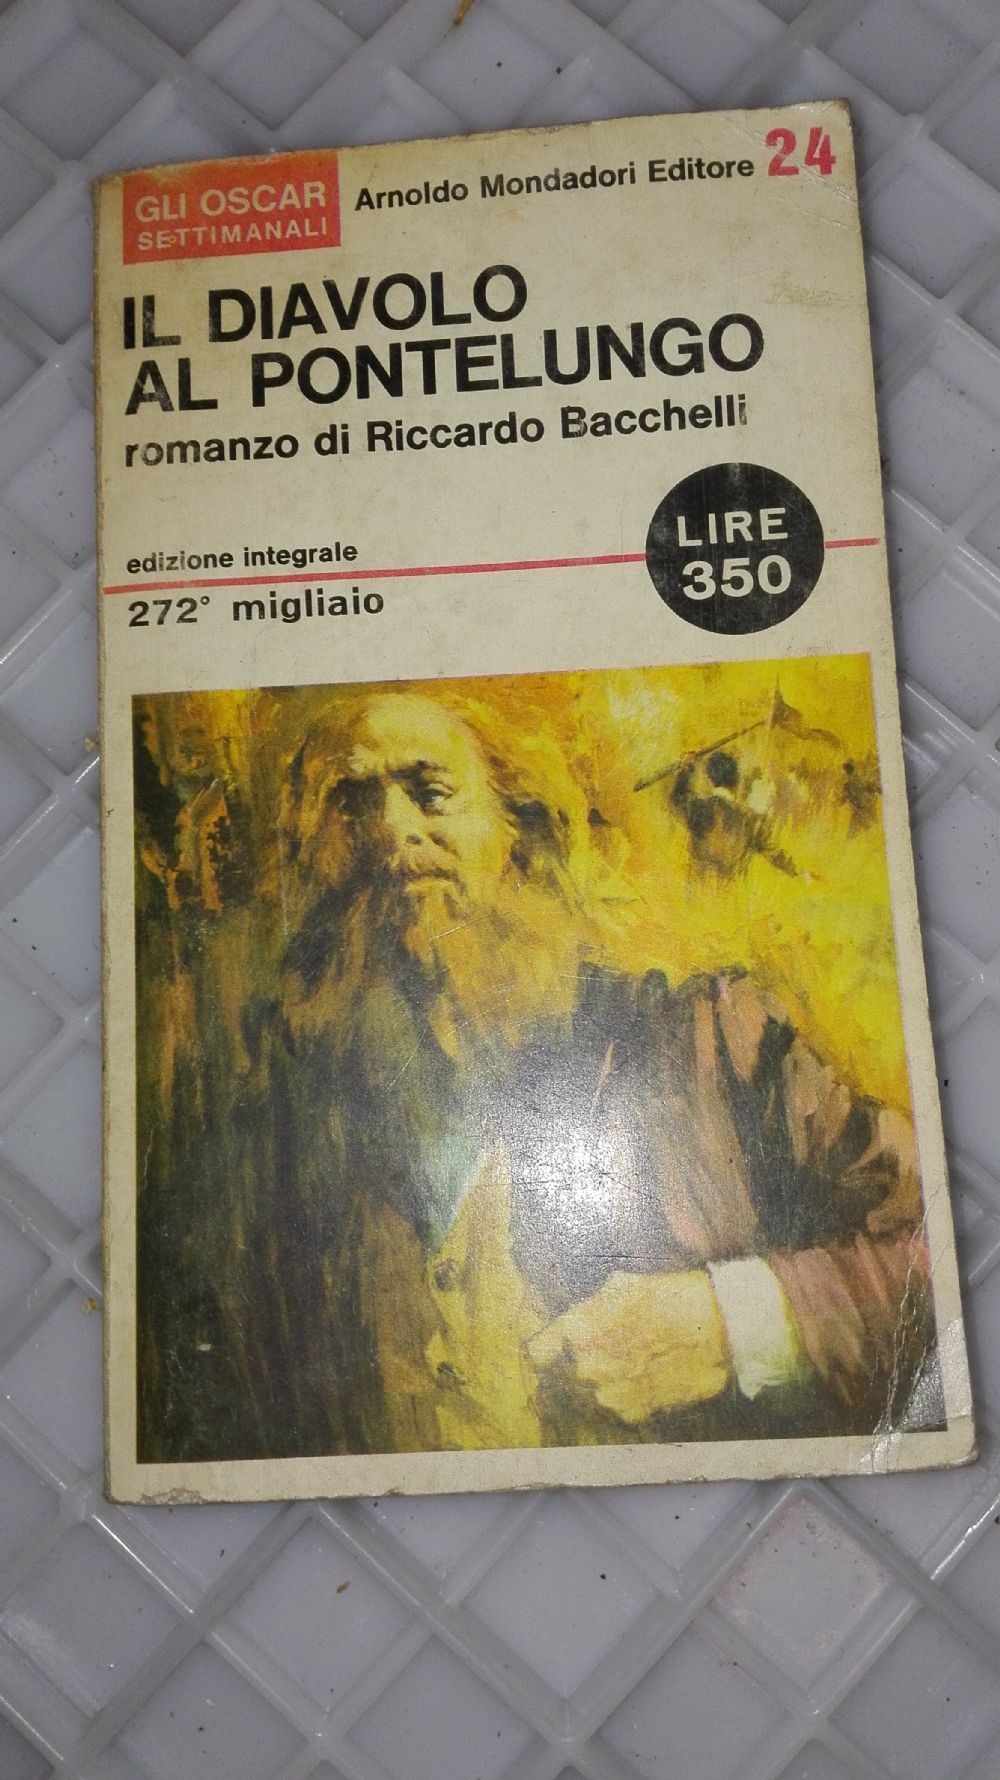 GLI OSCAR
SETTIMANALI
Arnoldo Mondadori Editore 24
IL DIAVOLO
AL PONTELUNGO
romanzo di Riccardo Bacchelli
LIRE
350
edizione integrale
272° migliaio